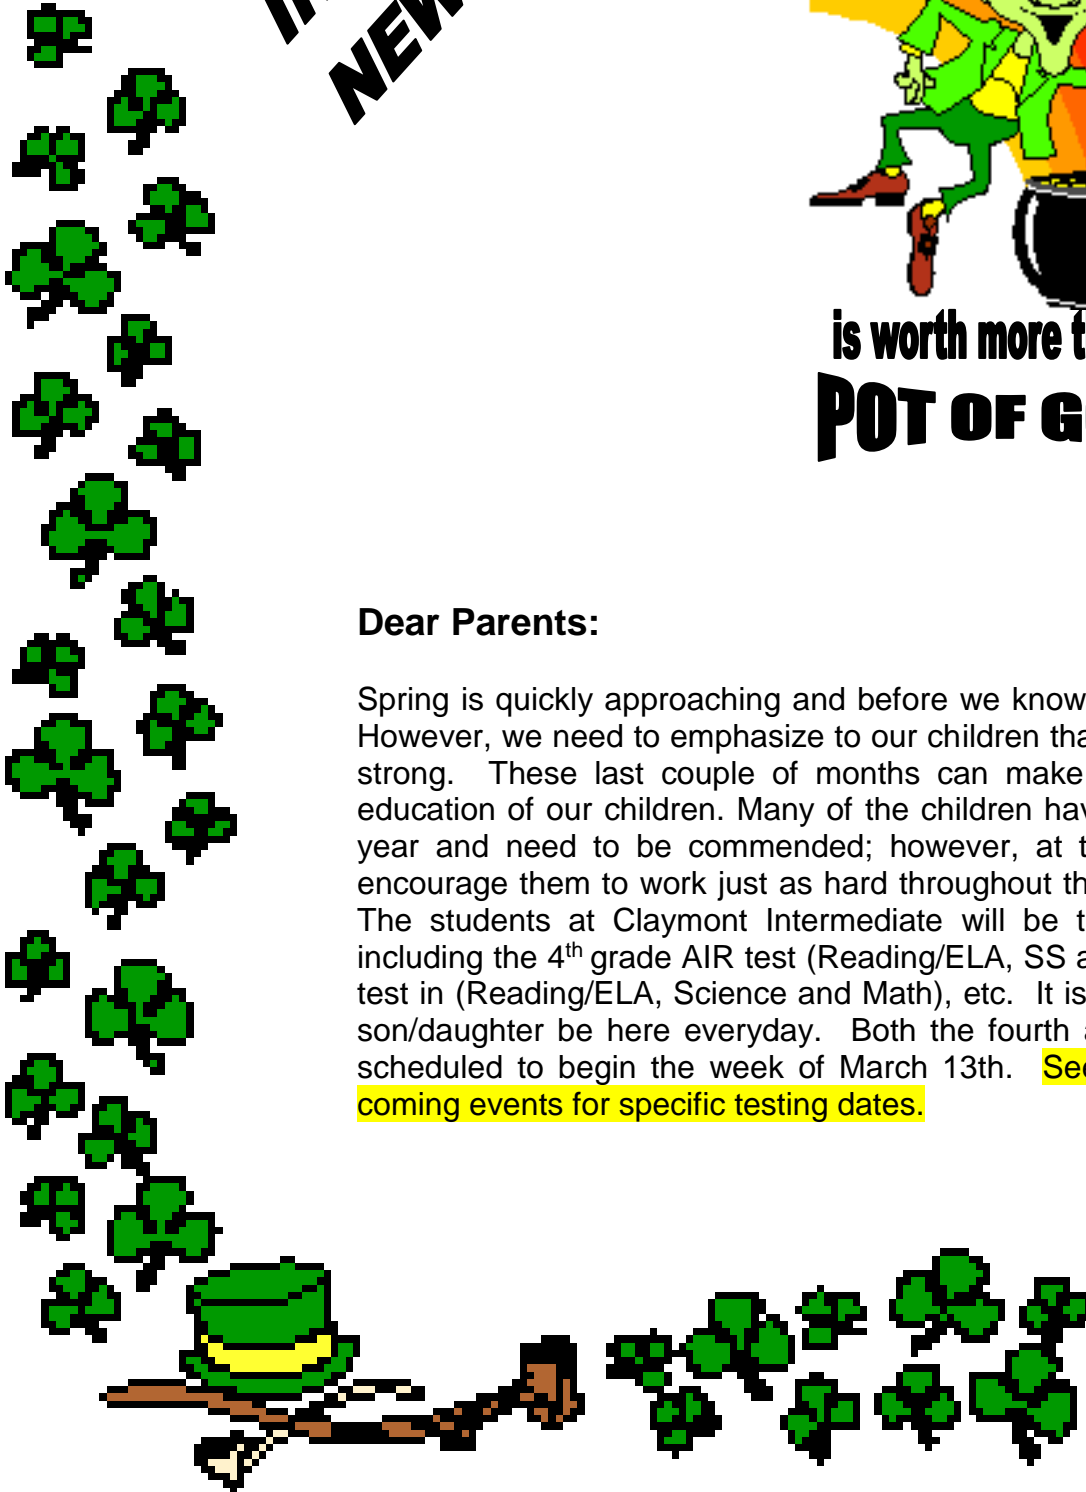 NEW
is worth more t
POT OF G
Dear Parents:
Spring is quickly approaching and before we know
However, we need to emphasize to our children tha
strong. These last couple of months can make
education of our children. Many of the children hav
year and need to be commended; however, at t
encourage them to work just as hard throughout th
The students at Claymont Intermediate will be t
including the 4th grade AIR test (Reading/ELA, SS a
test in (Reading/ELA, Science and Math), etc. It is
son/daughter be here everyday. Both the fourth a
scheduled to begin the week of March 13th. See
coming events for specific testing dates.